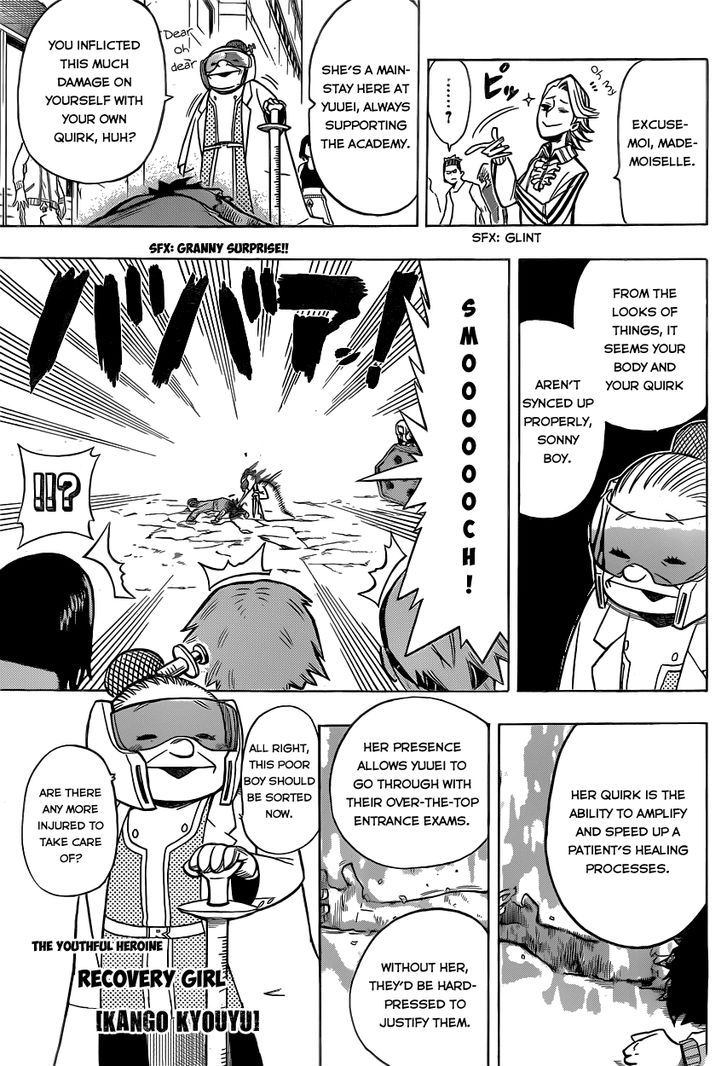 EXCUSE-
MOI, MADE-
MOISELLE.
oh my
ピッ
........
?
SFX: GLINT
SHE'S A MAIN-
STAY HERE AT
YUUEI, ALWAYS
SUPPORTING
THE ACADEMY.
Dear
oh
dear
YOU INFLICTED
THIS MUCH
DAMAGE ON
YOURSELF WITH
YOUR OWN
QUIRK, HUH?
SFX: GRANNY SURPRISE!!
FROM THE
LOOKS OF
THINGS, IT
SEEMS YOUR
BODY AND
YOUR QUIRK
AREN'T
SYNCED UP
PROPERLY,
SONNY
BOY.
SMOOOOOOCH!
!!?
HER QUIRK IS THE
ABILITY TO AMPLIFY
AND SPEED UP A
PATIENT'S HEALING
PROCESSES.
HER PRESENCE
ALLOWS YUUEI TO
GO THROUGH WITH
THEIR OVER-THE-TOP
ENTRANCE EXAMS.
WITHOUT HER,
THEY'D BE HARD-
PRESSED TO
JUSTIFY THEM.
ALL RIGHT,
THIS POOR
BOY SHOULD
BE SORTED
NOW.
ARE THERE
ANY MORE
INJURED TO
TAKE CARE
OF?
THE YOUTHFUL HEROINE
RECOVERY GIRL
[KANGO KYOUYU]